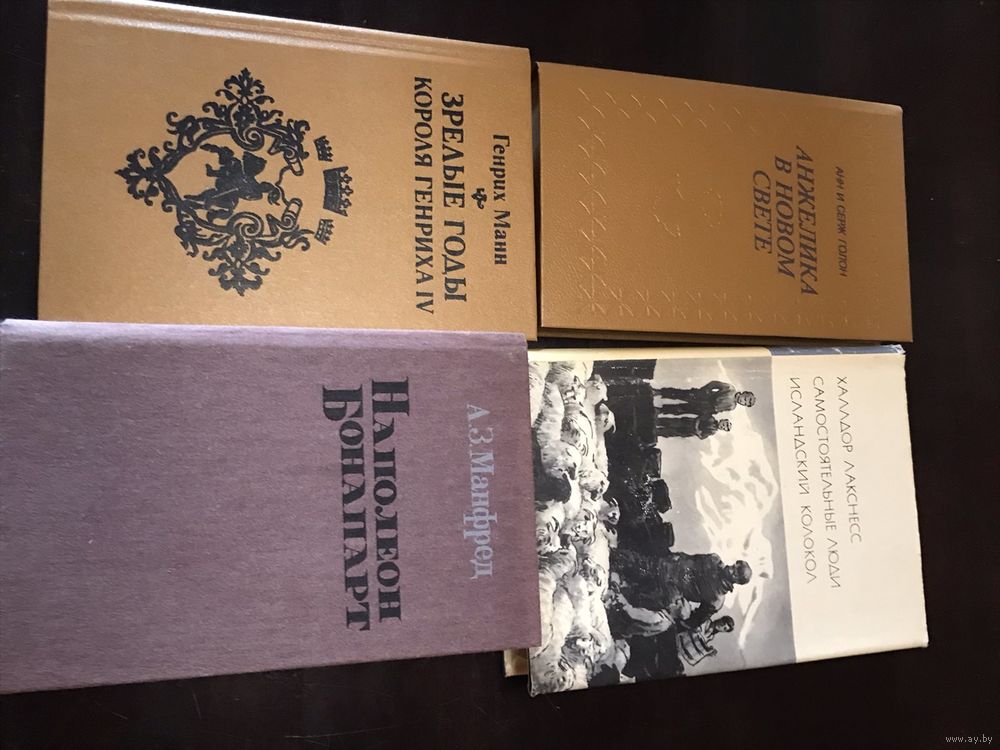 Генрих Манн
ЗРЕЛЫЕ ГОДЫ
КОРОЛЯ ГЕНРИХА IV
АНН И СЕРЖ ГОЛОН
АНЖЕЛИКА
В НОВОМ
СВЕТЕ
А.З.Манфред
НАПОЛЕОН
БОНАПАРТ
ХАЛЛДОР ЛАКСНЕСС
САМОСТОЯТЕЛЬНЫЕ ЛЮДИ
ИСЛАНДСКИЙ КОЛОКОЛ
www.ay.by